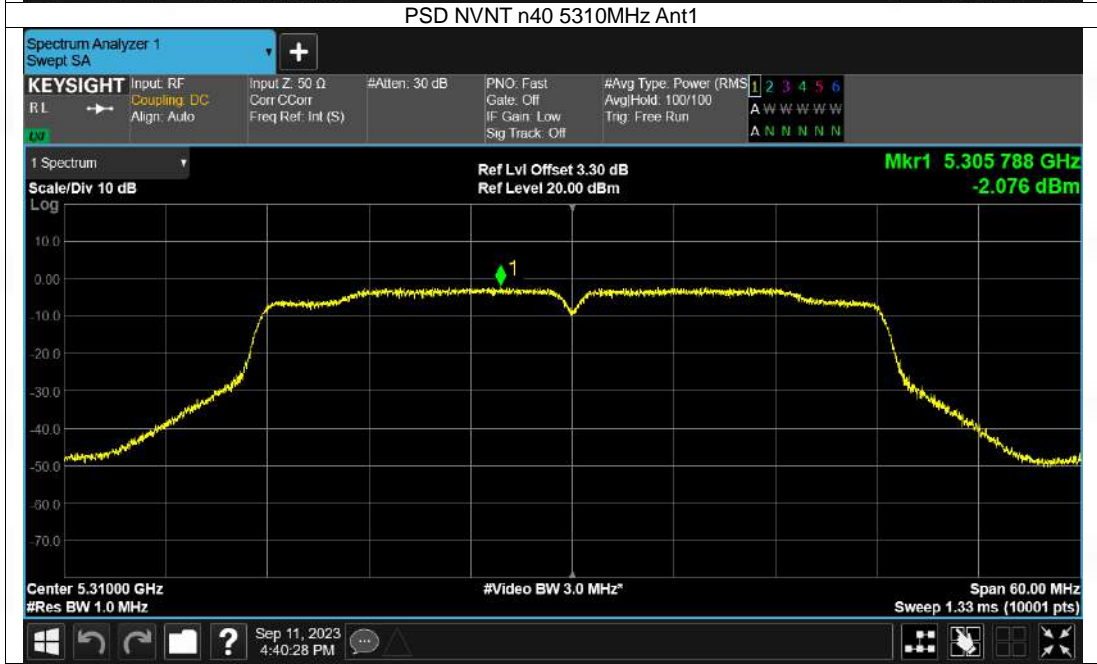 PSD NVNT n40 5310MHz Ant1
Spectrum Analyzer 1
Swept SA
+
KEYSIGHT
RL
LXI
Input: RF
Coupling: DC
Align: Auto
Input Z: 50 Ω
Corr CCorr
Freq Ref: Int (S)
#Atten: 30 dB
PNO: Fast
Gate: Off
IF Gain: Low
Sig Track: Off
#Avg Type: Power (RMS
Avg|Hold: 100/100
Trig: Free Run
1 2 3 4 5 6
A W W W W W
A N N N N N
1 Spectrum
Scale/Div 10 dB
Log
Ref Lvl Offset 3.30 dB
Ref Level 20.00 dBm
Mkr1 5.305 788 GHz
-2.076 dBm
1
10.0
0.00
-10.0
-20.0
-30.0
-40.0
-50.0
-60.0
-70.0
Center 5.31000 GHz
#Res BW 1.0 MHz
#Video BW 3.0 MHz*
Span 60.00 MHz
Sweep 1.33 ms (10001 pts)
?
Sep 11, 2023
4:40:28 PM